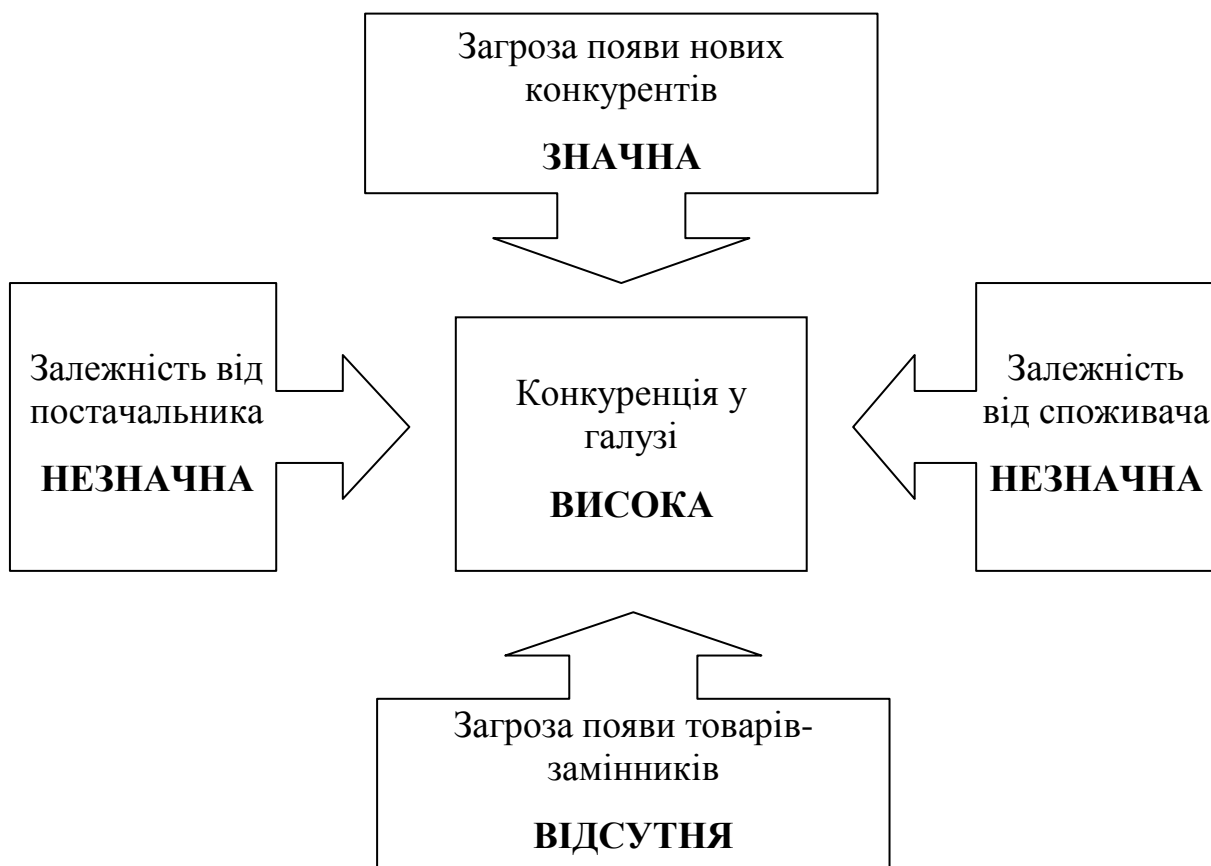 Загроза появи нових
конкурентів
ЗНАЧНА
Залежність від
постачальника
НЕЗНАЧНА
Конкуренція у
галузі
ВИСОКА
Залежність
від споживача
НЕЗНАЧНА
Загроза появи товарів-
замінників
ВІДСУТНЯ